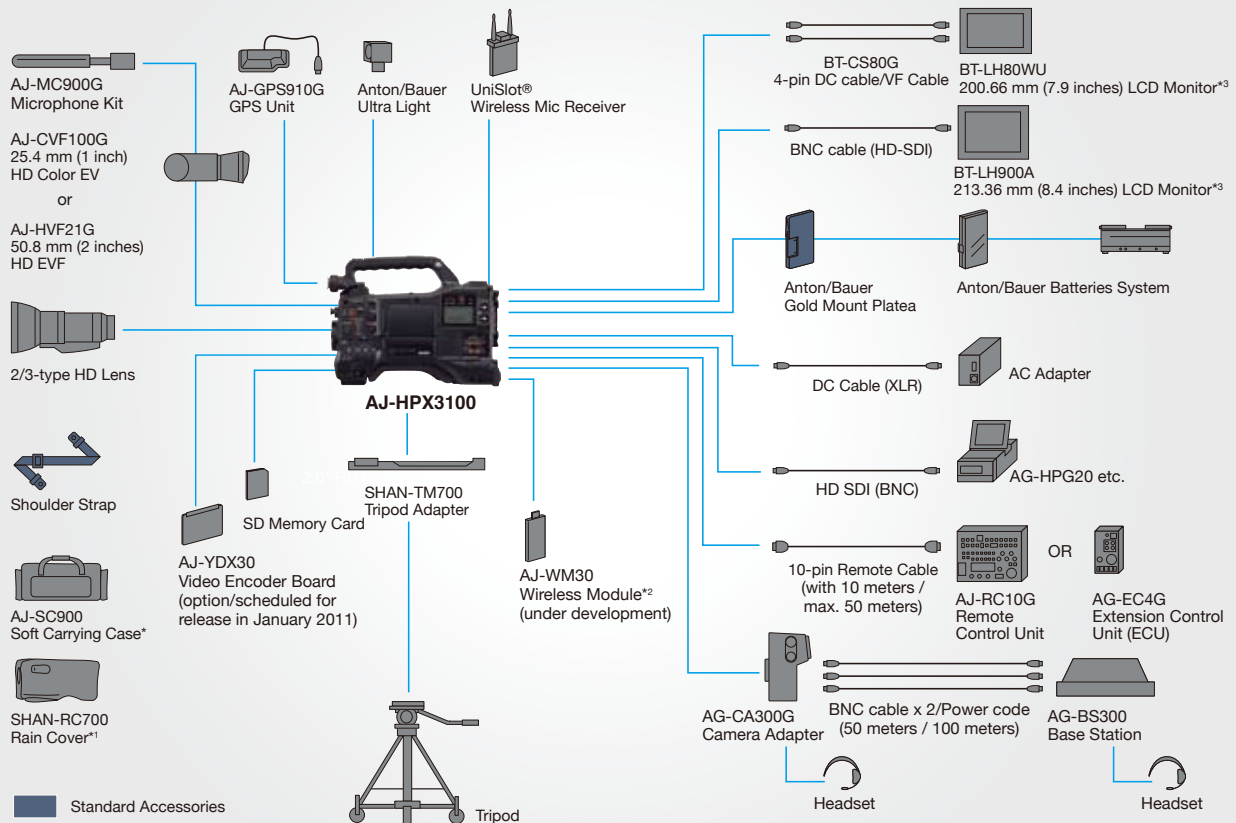 AJ-MC900G
Microphone Kit
AJ-CVF100G
25.4 mm (1 inch)
HD Color EV
or
AJ-HVF21G
50.8 mm (2 inches)
HD EVF
2/3-type HD Lens
Shoulder Strap
AJ-SC900
Soft Carrying Case*
SHAN-RC700
Rain Cover*1
Standard Accessories
AJ-GPS910G
GPS Unit
Anton/Bauer
Ultra Light
UniSlot®
Wireless Mic Receiver
AJ-HPX3100
SD Memory Card
AJ-YDX30
Video Encoder Board
(option/scheduled for
release in January 2011)
SHAN-TM700
Tripod Adapter
AJ-WM30
Wireless Module*2
(under development)
Tripod
BT-CS80G
4-pin DC cable/VF Cable
BT-LH80WU
200.66 mm (7.9 inches) LCD Monitor*3
BNC cable (HD-SDI)
BT-LH900A
213.36 mm (8.4 inches) LCD Monitor*3
Anton/Bauer
Gold Mount Platea
Anton/Bauer Batteries System
DC Cable (XLR)
AC Adapter
HD SDI (BNC)
AG-HPG20 etc.
10-pin Remote Cable
(with 10 meters /
max. 50 meters)
AJ-RC10G
Remote
Control Unit
OR
AG-EC4G
Extension Control
Unit (ECU)
AG-CA300G
Camera Adapter
BNC cable x 2/Power code
(50 meters / 100 meters)
AG-BS300
Base Station
Headset
Headset